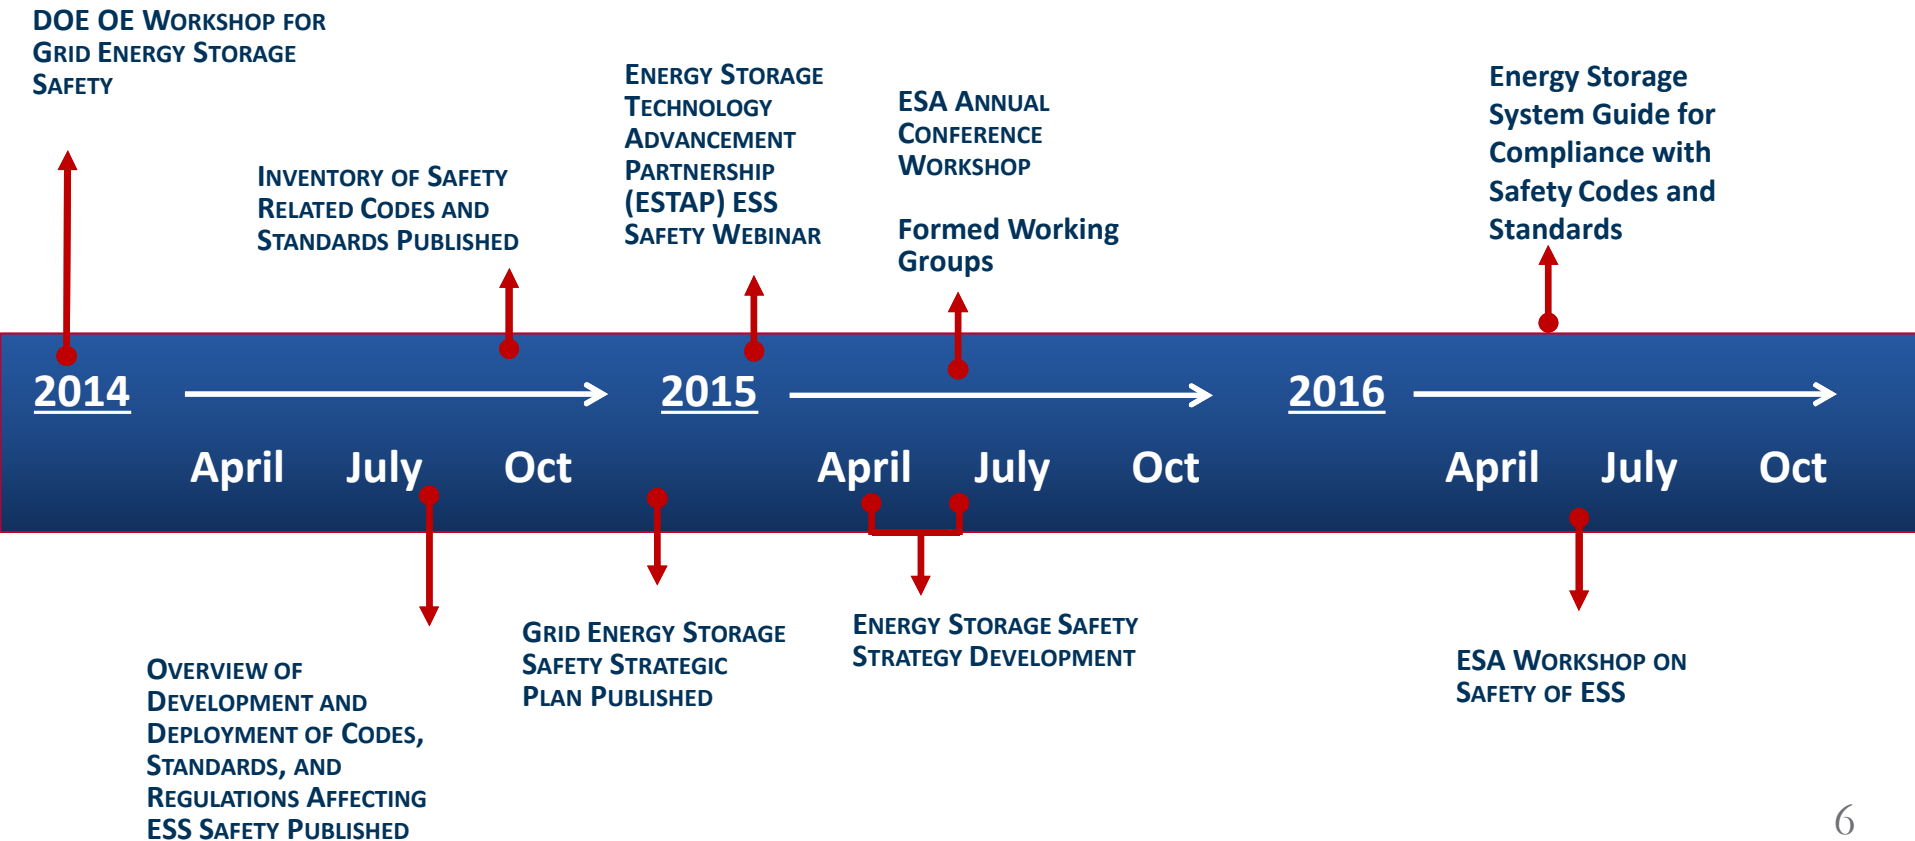 DOE OE WORKSHOP FOR
GRID ENERGY STORAGE
SAFETY
INVENTORY OF SAFETY
RELATED CODES AND
STANDARDS PUBLISHED
ENERGY STORAGE
TECHNOLOGY
ADVANCEMENT
PARTNERSHIP
(ESTAP) ESS
SAFETY WEBINAR
ESA ANNUAL
CONFERENCE
WORKSHOP
Formed Working
Groups
Energy Storage
System Guide for
Compliance with
Safety Codes and
Standards
2014
2015
2016
April July Oct April July Oct April July Oct
OVERVIEW OF
DEVELOPMENT AND
DEPLOYMENT OF CODES,
STANDARDS, AND
REGULATIONS AFFECTING
ESS SAFETY PUBLISHED
GRID ENERGY STORAGE
SAFETY STRATEGIC
PLAN PUBLISHED
ENERGY STORAGE SAFETY
STRATEGY DEVELOPMENT
ESA WORKSHOP ON
SAFETY OF ESS
6